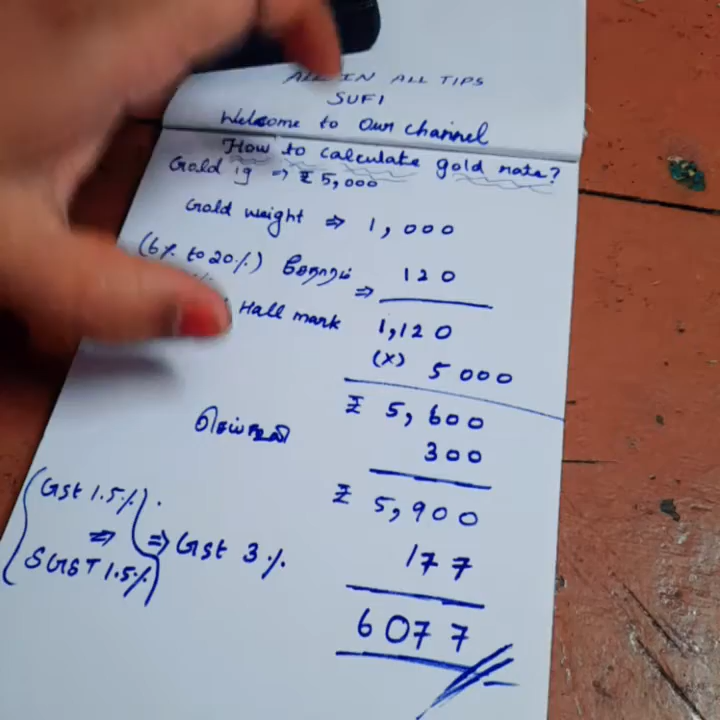 ALL IN ALL TIPS
SUFI
Welcome to Own channel
How to calculate gold rate?
Gold 1g ⇒ ₹ 5,000
Gold weight ⇒ 1,000
(6% to 20%) சேதாரம் ⇒ 120
Hall mark 1,120
(x) 5000
₹ 5,600
செய்கூலி 300
₹ 5,900
Gst 1.5% ⇒ Gst 3% 177
SGST 1.5%
6077